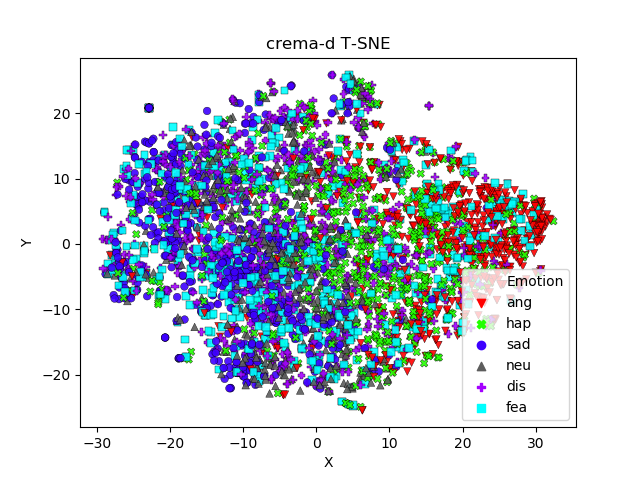 crema-d T-SNE
Y
20
10
0
−10
−20
−30
−20
−10
0
10
20
30
X
Emotion
ang
hap
sad
neu
dis
fea